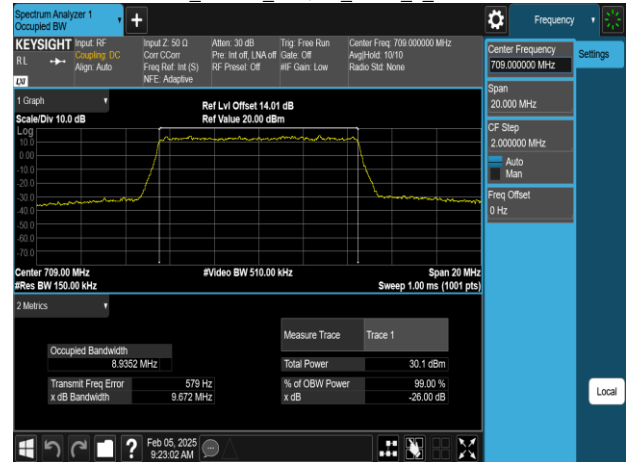 Spectrum Analyzer 1
Occupied BW
Frequency
KEYSIGHT
RL
LXI
Input: RF
Coupling: DC
Align: Auto
Input Z: 50 Ω
Corr CCorr
Freq Ref: Int (S)
NFE: Adaptive
Atten: 30 dB
Pre: Int off, LNA off
RF Presel: Off
Trig: Free Run
Gate: Off
#IF Gain: Low
Center Freq: 709.000000 MHz
Avg|Hold: 10/10
Radio Std: None
Center Frequency
709.000000 MHz
Settings
Span
20.000 MHz
CF Step
2.000000 MHz
Auto
Man
Freq Offset
0 Hz
Local
1 Graph
Scale/Div 10.0 dB
Ref Lvl Offset 14.01 dB
Ref Value 20.00 dBm
Log
10.0
0.00
-10.0
-20.0
-30.0
-40.0
-50.0
-60.0
-70.0
Center 709.00 MHz
#Video BW 510.00 kHz
Span 20 MHz
#Res BW 150.00 kHz
Sweep 1.00 ms (1001 pts)
2 Metrics
Measure Trace
Trace 1
Occupied Bandwidth
8.9352 MHz
Total Power
30.1 dBm
Transmit Freq Error
579 Hz
% of OBW Power
99.00 %
x dB Bandwidth
9.672 MHz
x dB
-26.00 dB
?
Feb 05, 2025
9:23:02 AM